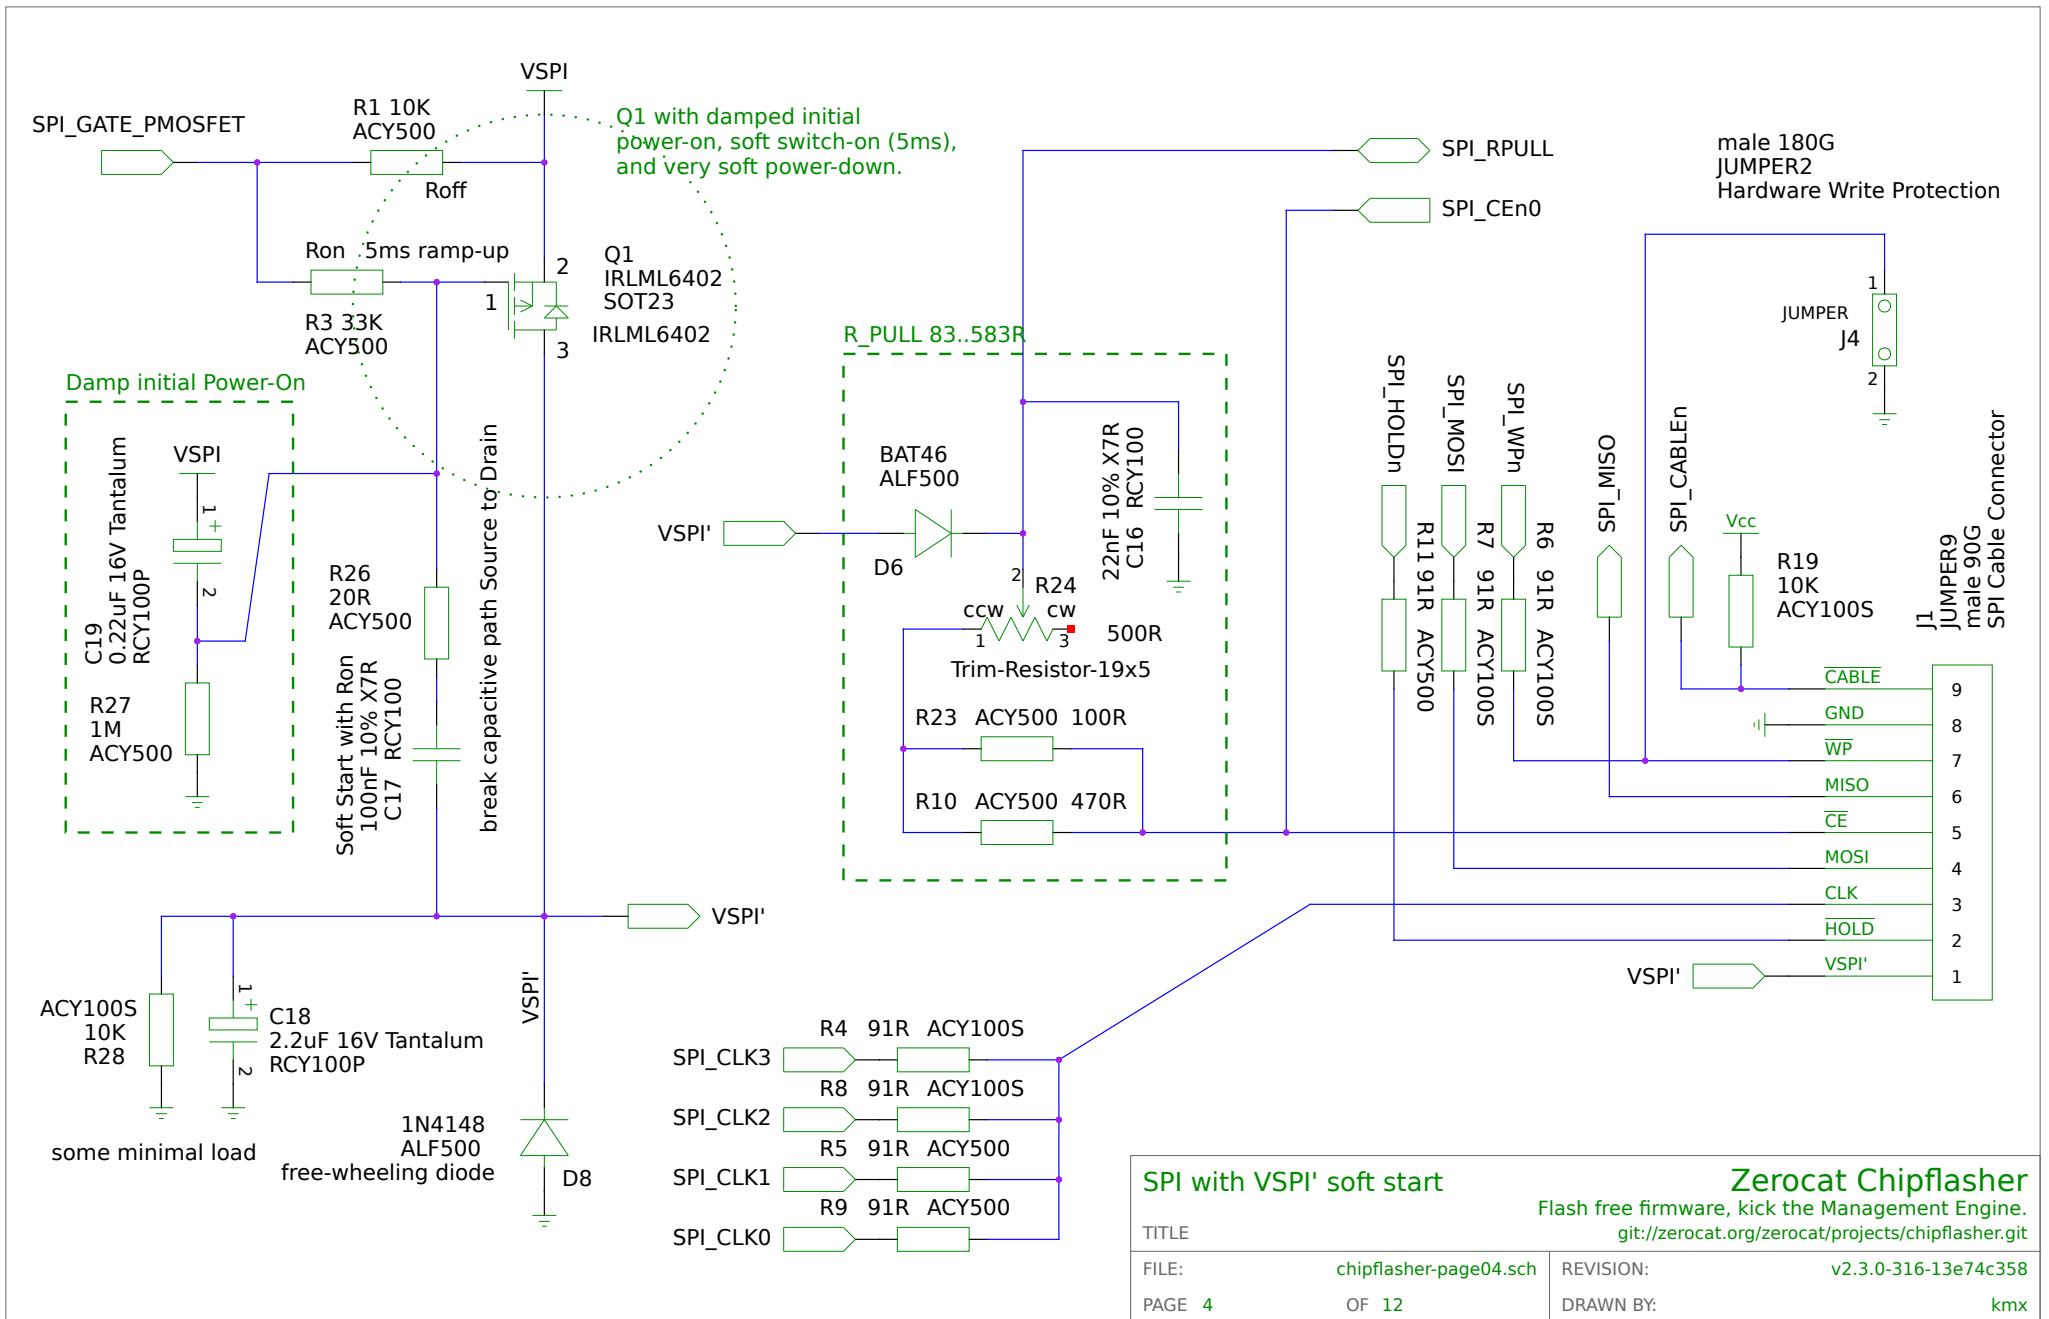 VSPI
SPI_GATE_PMOSFET
R1 10K
ACY500
Roff
Q1 with damped initial
power-on, soft switch-on (5ms),
and very soft power-down.
Ron 5ms ramp-up
R3 33K
ACY500
1
2
3
Q1
IRLML6402
SOT23
IRLML6402
Damp initial Power-On
VSPI
1
+
2
C19
0.22uF 16V Tantalum
RCY100P
R27
1M
ACY500
R26
20R
ACY500
Soft Start with Ron
100nF 10% X7R
C17 RCY100
break capacitive path Source to Drain
VSPI'
VSPI'
ACY100S
10K
R28
1
+
2
C18
2.2uF 16V Tantalum
RCY100P
some minimal load
1N4148
ALF500
free-wheeling diode
D8
SPI_RPULL
SPI_CEn0
R_PULL 83..583R
BAT46
ALF500
VSPI'
D6
22nF 10% X7R
C16 RCY100
2
R24
ccw
cw
1
3
500R
Trim-Resistor-19x5
R23 ACY500 100R
R10 ACY500 470R
R4 91R ACY100S
SPI_CLK3
R8 91R ACY100S
SPI_CLK2
R5 91R ACY500
SPI_CLK1
R9 91R ACY500
SPI_CLK0
male 180G
JUMPER2
Hardware Write Protection
1
JUMPER
J4
2
SPI_HOLDn
R11 91R ACY500
SPI_MOSI
R7 91R ACY100S
SPI_WPn
R6 91R ACY100S
SPI_MISO
SPI_CABLEn
Vcc
R19
10K
ACY100S
J1
JUMPER9
male 90G
SPI Cable Connector
CABLE 9
GND 8
WP 7
MISO 6
CE 5
MOSI 4
CLK 3
HOLD 2
VSPI' VSPI' 1
SPI with VSPI' soft start
Zerocat Chipflasher
Flash free firmware, kick the Management Engine.
TITLE
git://zerocat.org/zerocat/projects/chipflasher.git
FILE: chipflasher-page04.sch
REVISION: v2.3.0-316-13e74c358
PAGE 4 OF 12
DRAWN BY: kmx